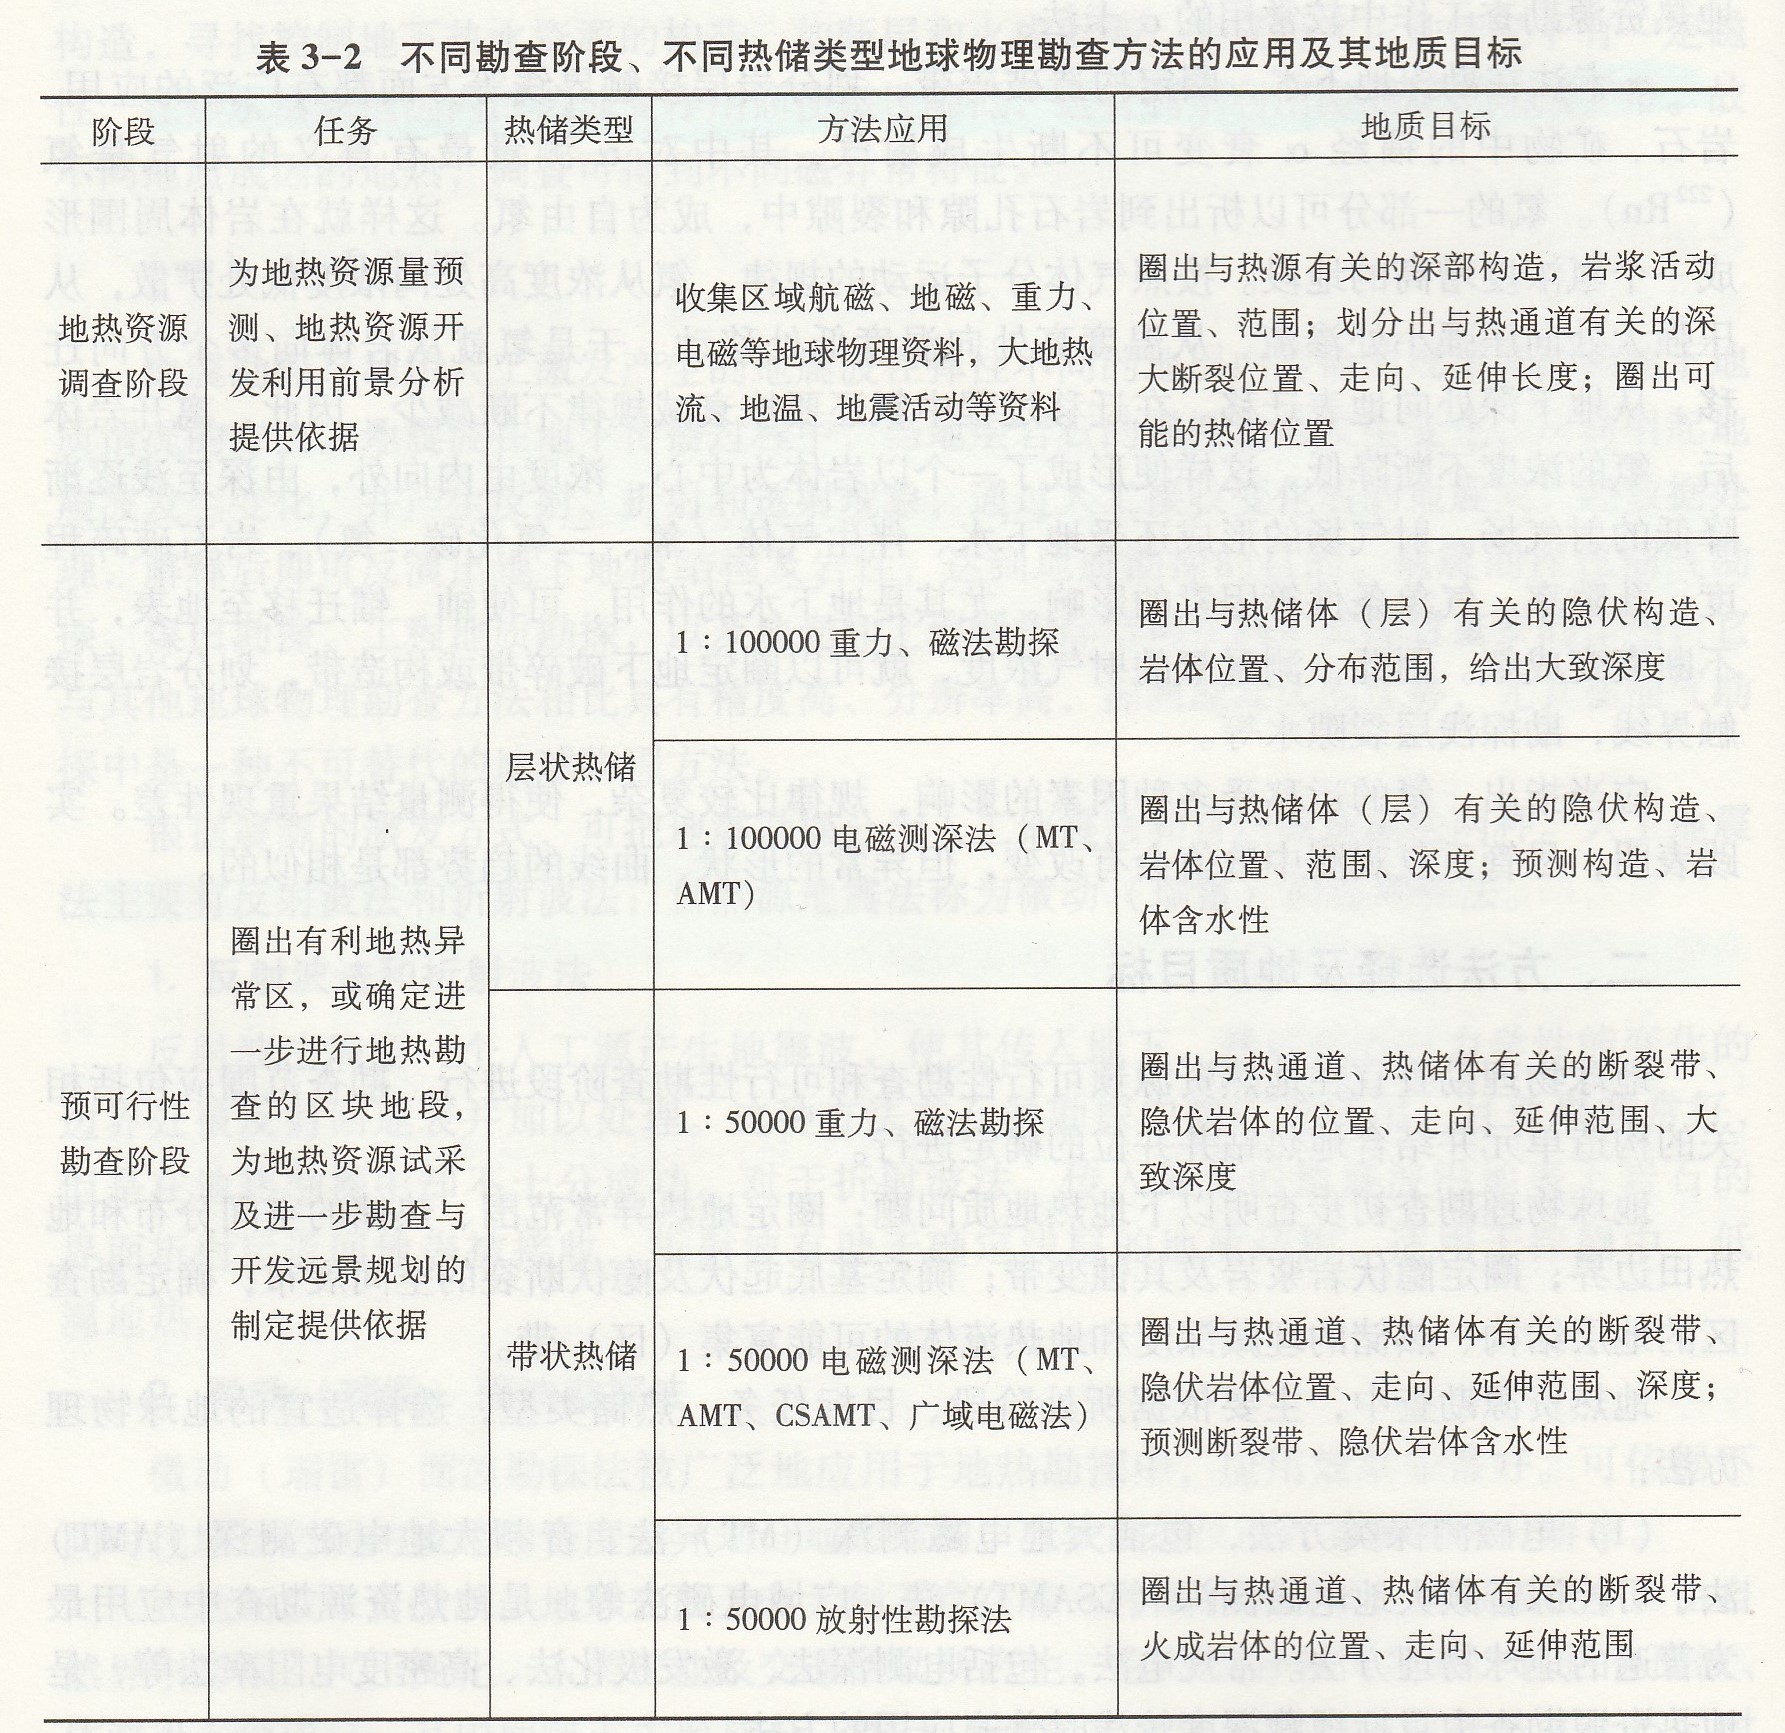 表 3-2 不同勘查阶段、不同热储类型地球物理勘查方法的应用及其地质目标
阶段 任务 热储类型 方法应用 地质目标
地热资源
调查阶段
为地热资源量预
测、地热资源开
发利用前景分析
提供依据
收集区域航磁、地磁、重力、
电磁等地球物理资料，大地热
流、地温、地震活动等资料
圈出与热源有关的深部构造，岩浆活动
位置、范围；划分出与热通道有关的深
大断裂位置、走向、延伸长度；圈出可
能的热储位置
预可行性
勘查阶段
圈出有利地热异
常区，或确定进
一步进行地热勘
查的区块地段，
为地热资源试采
及进一步勘查与
开发远景规划的
制定提供依据
层状热储
1∶100000 重力、磁法勘探
圈出与热储体（层）有关的隐伏构造、
岩体位置、分布范围，给出大致深度
1∶100000 电磁测深法（MT、
AMT）
圈出与热储体（层）有关的隐伏构造、
岩体位置、范围、深度；预测构造、岩
体含水性
带状热储
1∶50000 重力、磁法勘探
圈出与热通道、热储体有关的断裂带、
隐伏岩体的位置、走向、延伸范围、大
致深度
1∶50000 电磁测深法（MT、
AMT、CSAMT、广域电磁法）
圈出与热通道、热储体有关的断裂带、
隐伏岩体位置、走向、延伸范围、深度；
预测断裂带、隐伏岩体含水性
1∶50000 放射性勘探法
圈出与热通道、热储体有关的断裂带、
火成岩体的位置、走向、延伸范围